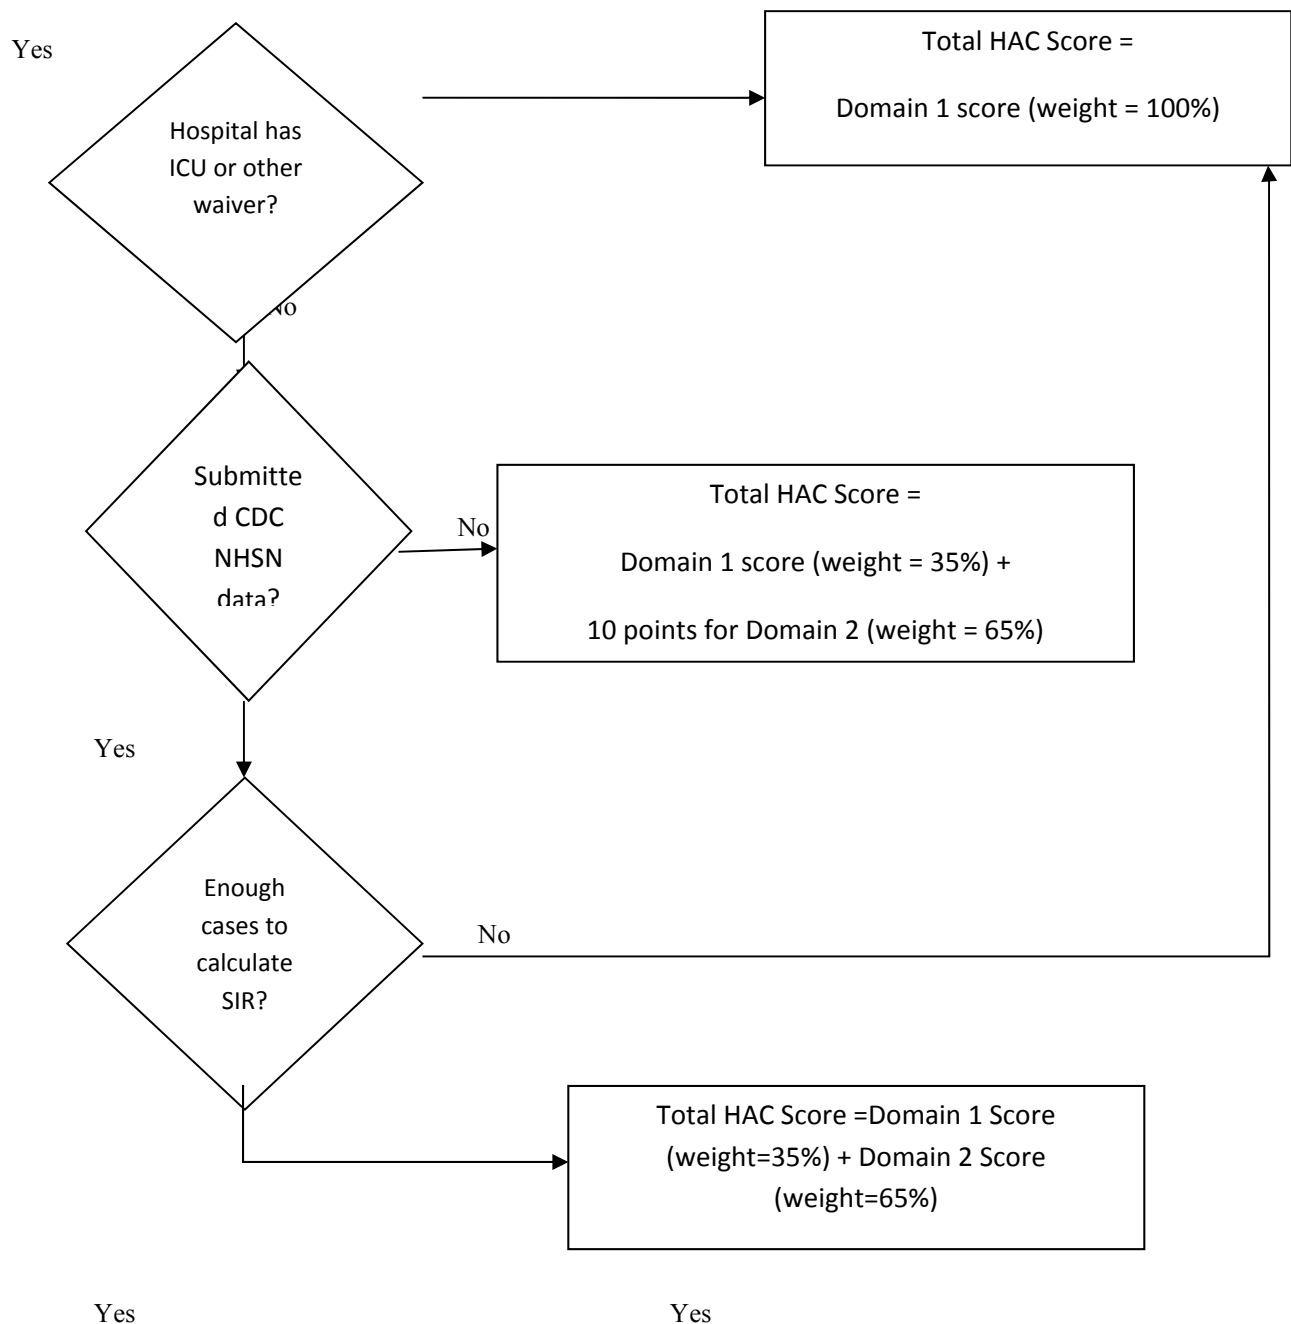 Yes
Hospital has
ICU or other
waiver?
Total HAC Score =
Domain 1 score (weight = 100%)
No
Submitte
d CDC
NHSN
data?
No
Total HAC Score =
Domain 1 score (weight = 35%) +
10 points for Domain 2 (weight = 65%)
Yes
Enough
cases to
calculate
SIR?
No
Total HAC Score =Domain 1 Score
(weight=35%) + Domain 2 Score
(weight=65%)
Yes
Yes